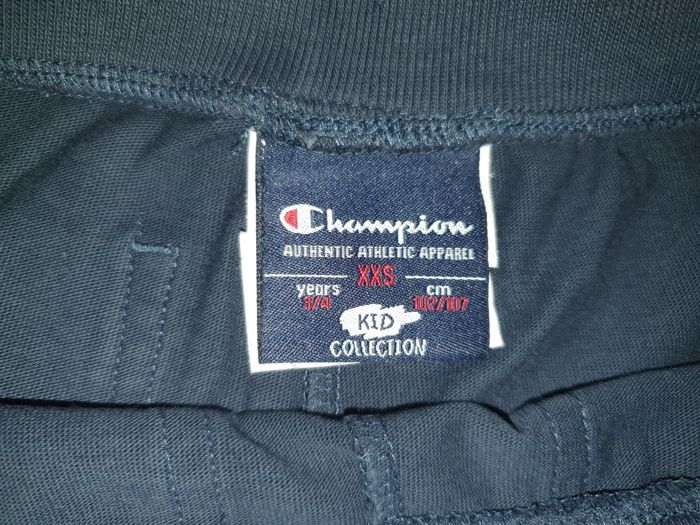 Champion
AUTHENTIC ATHLETIC APPAREL
XXS
years cm
3/4 102/107
KID
COLLECTION